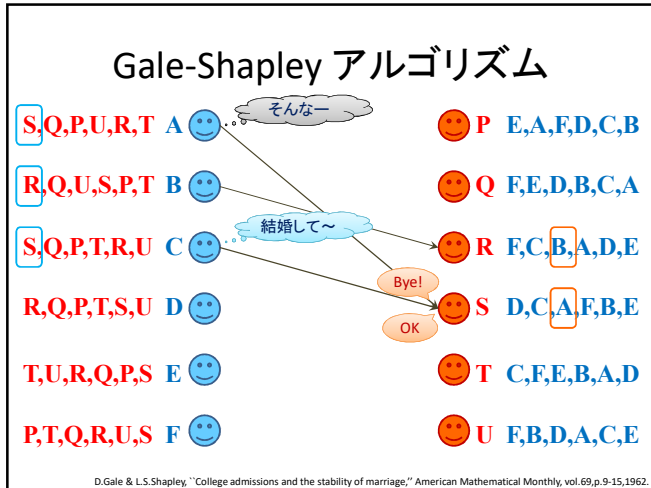 Gale-Shapley アルゴリズム
そんなー
S,Q,P,U,R,T A
P E,A,F,D,C,B
R,Q,U,S,P,T B
Q F,E,D,B,C,A
結婚して～
S,Q,P,T,R,U C
R F,C,B,A,D,E
Bye!
R,Q,P,T,S,U D
S D,C,A,F,B,E
OK
T,U,R,Q,P,S E
T C,F,E,B,A,D
P,T,Q,R,U,S F
U F,B,D,A,C,E
D.Gale & L.S.Shapley, ``College admissions and the stability of marriage,'' American Mathematical Monthly, vol.69,p.9-15,1962.